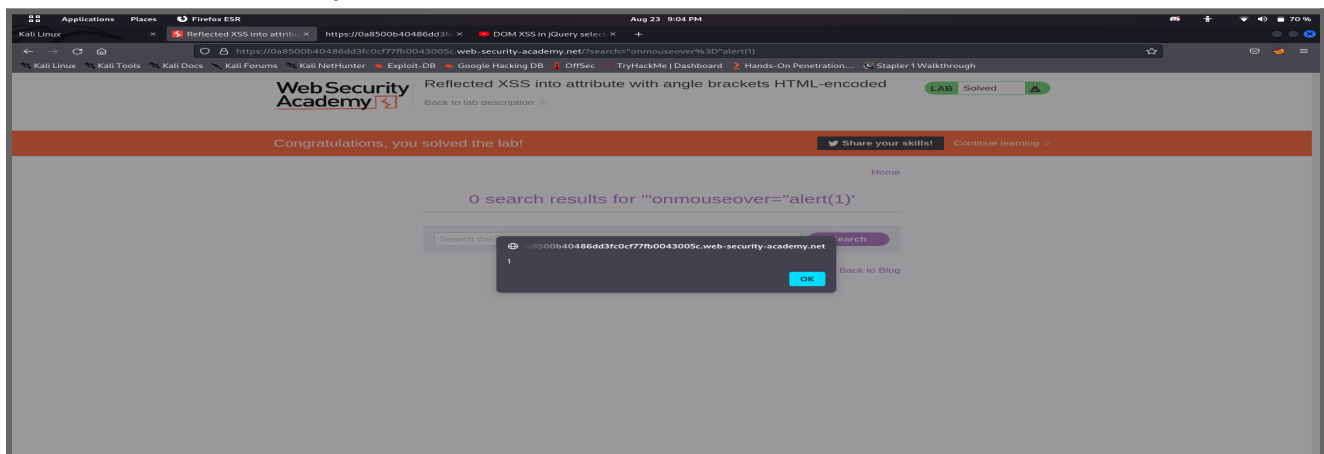 Applications Places Firefox ESR Aug 23 9:04 PM 70 %
Kali Linux × Reflected XSS into attribu × https://0a8500b40486dd3fc × DOM XSS in jQuery select × +
https://0a8500b40486dd3fc0cf77fb0043005c.web-security-academy.net/?search="onmouseover%3D"alert(1)
Kali Linux Kali Tools Kali Docs Kali Forums Kali NetHunter Exploit-DB Google Hacking DB OffSec TryHackMe | Dashboard Hands-On Penetration... Stapler 1 Walkthrough
WebSecurity Academy
Reflected XSS into attribute with angle brackets HTML-encoded
LAB Solved
Back to lab description »
Congratulations, you solved the lab! Share your skills! Continue learning »
Home
0 search results for '"onmouseover="alert(1)'
Search the
earch
a8500b40486dd3fc0cf77fb0043005c.web-security-academy.net
1
OK
Back to Blog